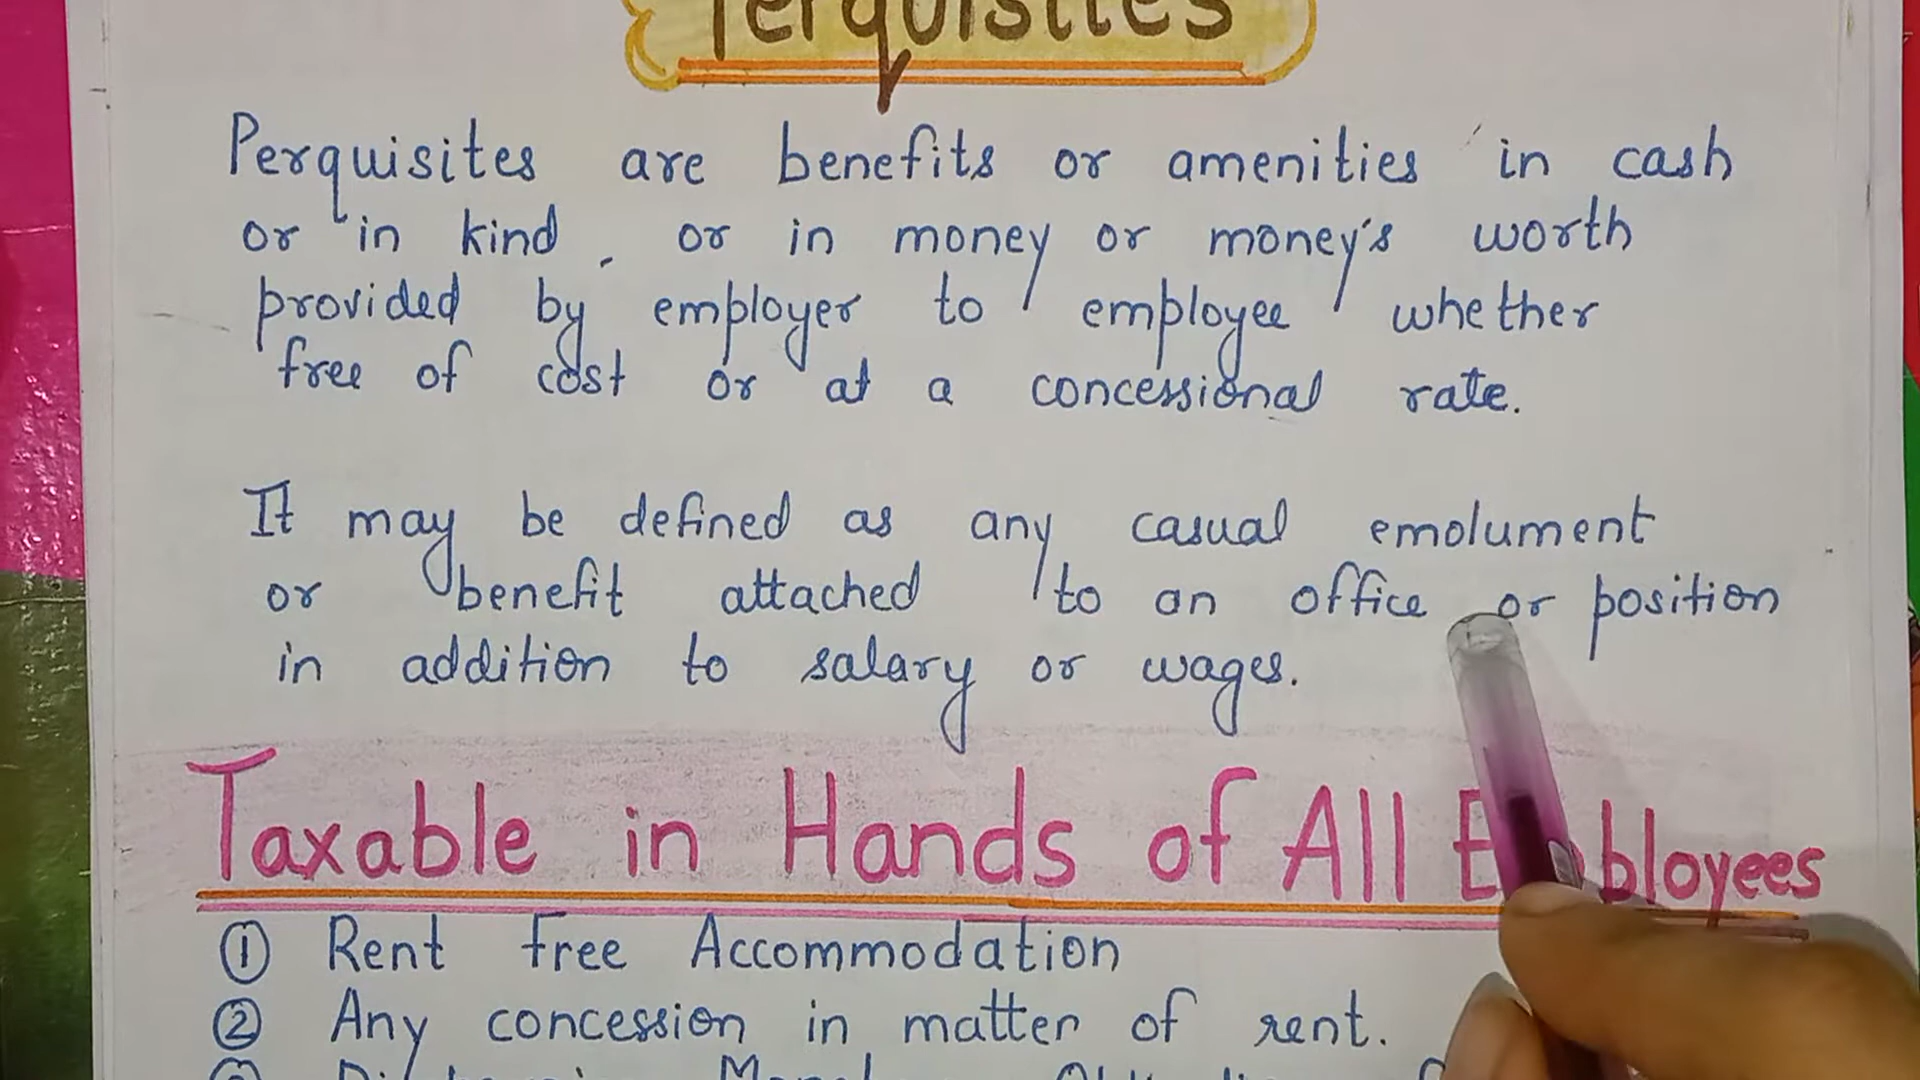 Perquisites
Perquisites are benefits or amenities in cash
or in kind, or in money or money's worth
provided by employer to employee whether
free of cost or at a concessional rate.
It may be defined as any casual emolument
or benefit attached to an office or position
in addition to salary or wages.
Taxable in Hands of All Employees
① Rent free Accommodation
② Any concession in matter of rent.